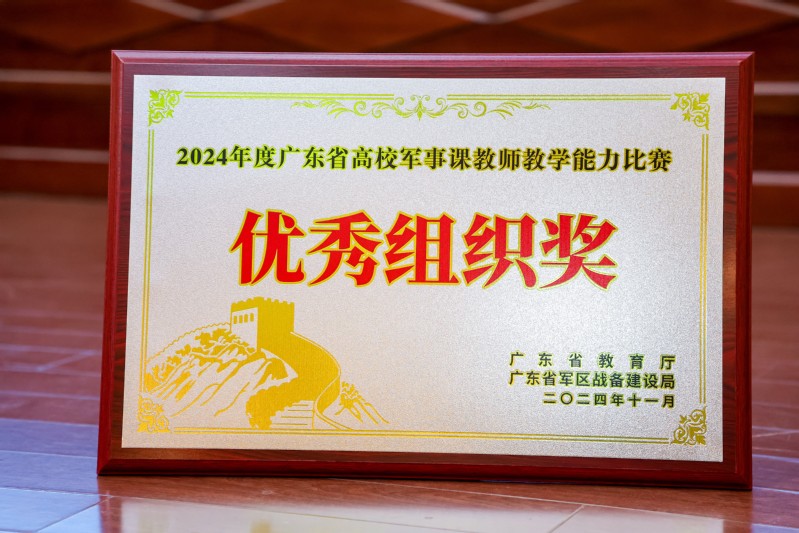 2024年度广东省高校军事课教师教学能力比赛
优秀组织奖
广东省教育厅
广东省军区战备建设局
二〇二四年十一月